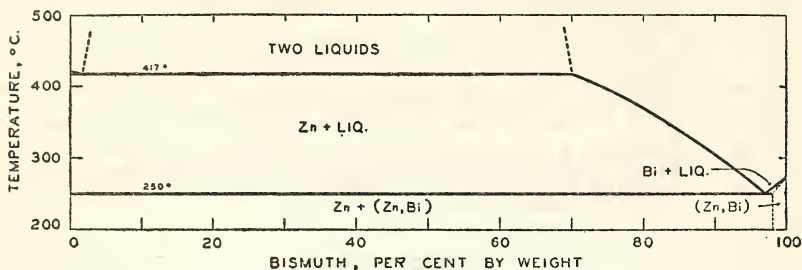 500
TWO LIQUIDS
417°
400
Zn + LIQ.
300
Bi + LIQ.
250°
(Zn, Bi)
Zn + (Zn, Bi)
200
0
20
40
60
80
100
TEMPERATURE, °C.
BISMUTH, PER CENT BY WEIGHT